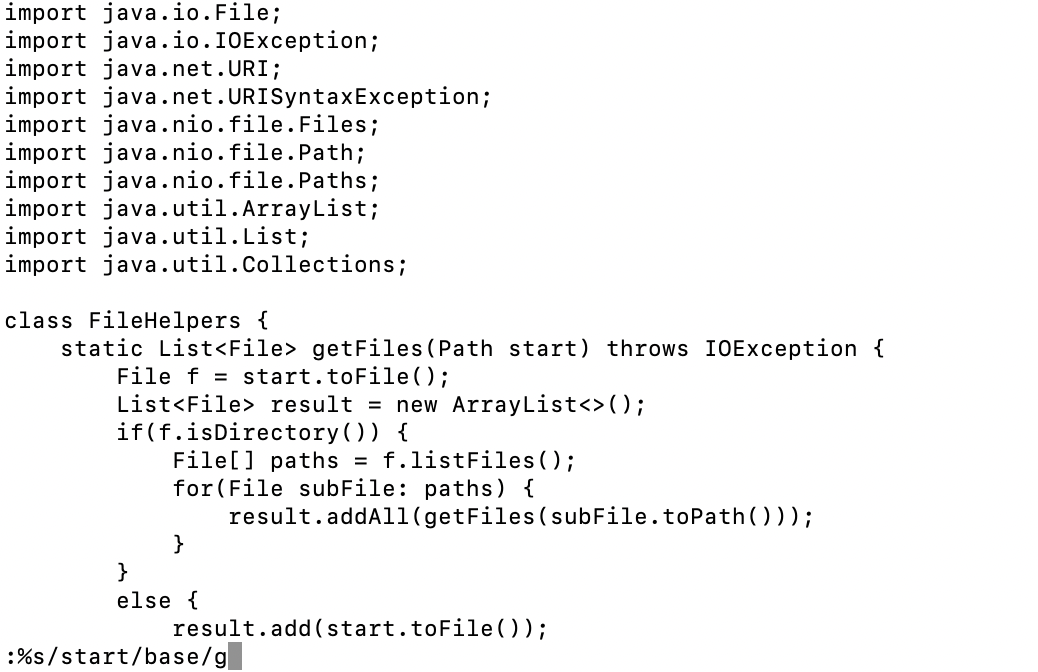 import java.io.File;
import java.io.IOException;
import java.net.URI;
import java.net.URISyntaxException;
import java.nio.file.Files;
import java.nio.file.Path;
import java.nio.file.Paths;
import java.util.ArrayList;
import java.util.List;
import java.util.Collections;

class FileHelpers {
    static List<File> getFiles(Path start) throws IOException {
        File f = start.toFile();
        List<File> result = new ArrayList<>();
        if(f.isDirectory()) {
            File[] paths = f.listFiles();
            for(File subFile: paths) {
                result.addAll(getFiles(subFile.toPath()));
            }
        }
        else {
            result.add(start.toFile());
:%s/start/base/g